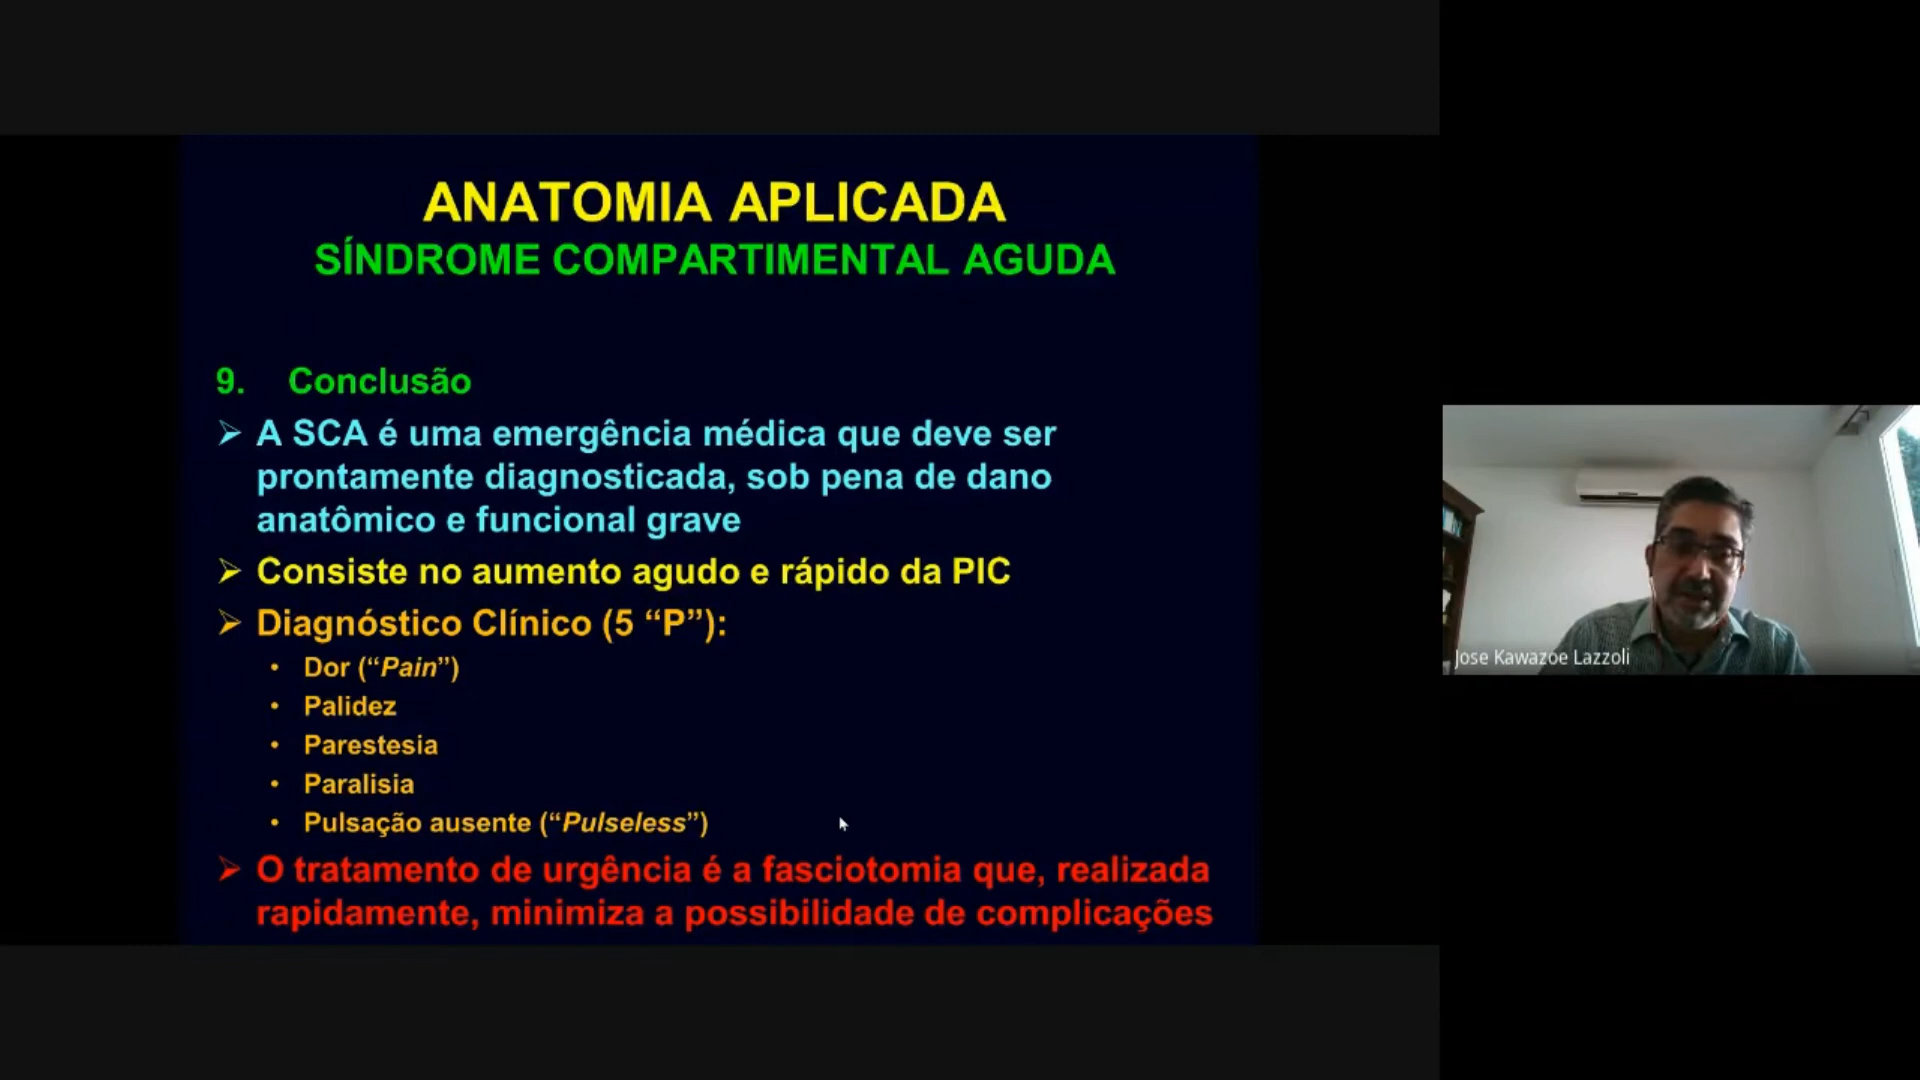 ANATOMIA APLICADA
SÍNDROME COMPARTIMENTAL AGUDA
9. Conclusão
➢ A SCA é uma emergência médica que deve ser
prontamente diagnosticada, sob pena de dano
anatômico e funcional grave
➢ Consiste no aumento agudo e rápido da PIC
➢ Diagnóstico Clínico (5 “P”):
• Dor (“Pain”)
• Palidez
• Parestesia
• Paralisia
• Pulsação ausente (“Pulseless”)
➢ O tratamento de urgência é a fasciotomia que, realizada
rapidamente, minimiza a possibilidade de complicações
Jose Kawazoe Lazzoli